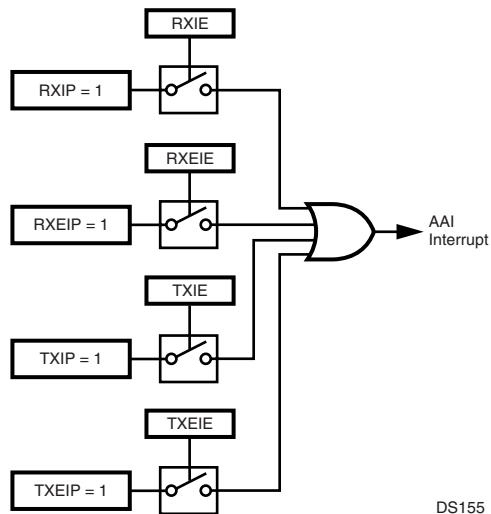 RXIE
RXIP = 1
RXEIE
RXEIP = 1
AAI
Interrupt
TXIE
TXIP = 1
TXEIE
TXEIP = 1
DS155